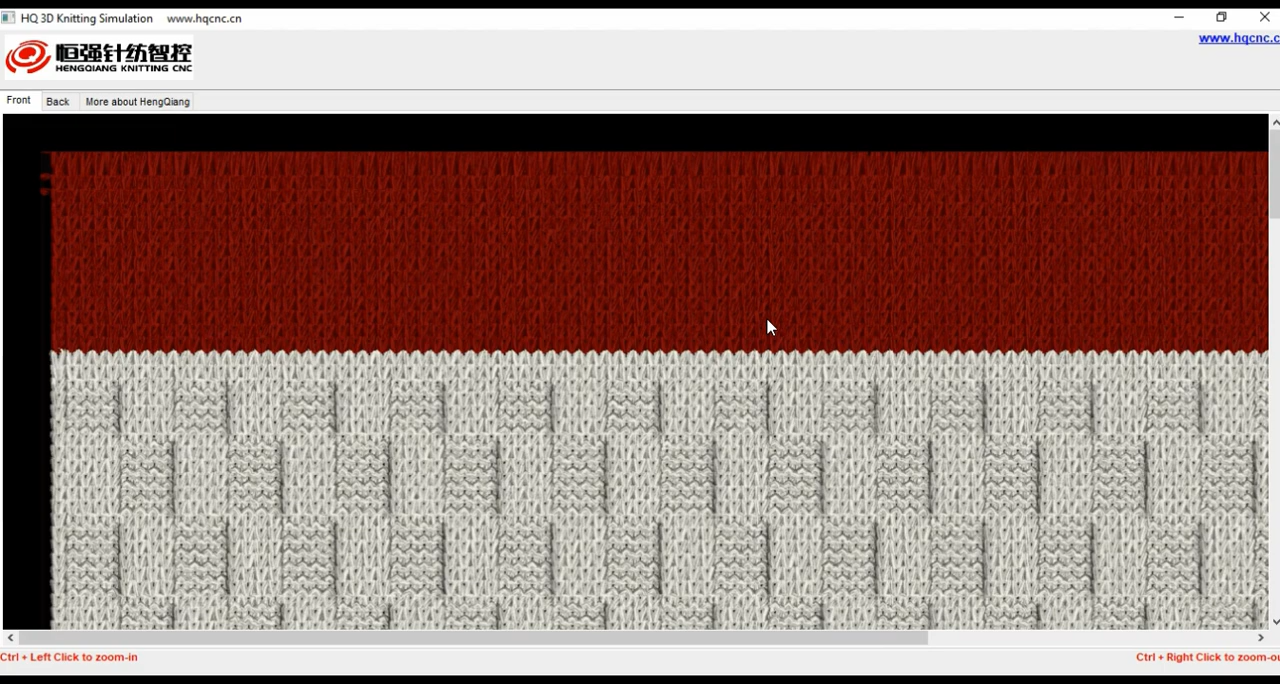 HQ 3D Knitting Simulation www.hqcnc.cn
www.hqcnc.c
恒强针纺智控
HENGQIANG KNITTING CNC
Front Back More about HengQiang
Ctrl + Left Click to zoom-in
Ctrl + Right Click to zoom-ou